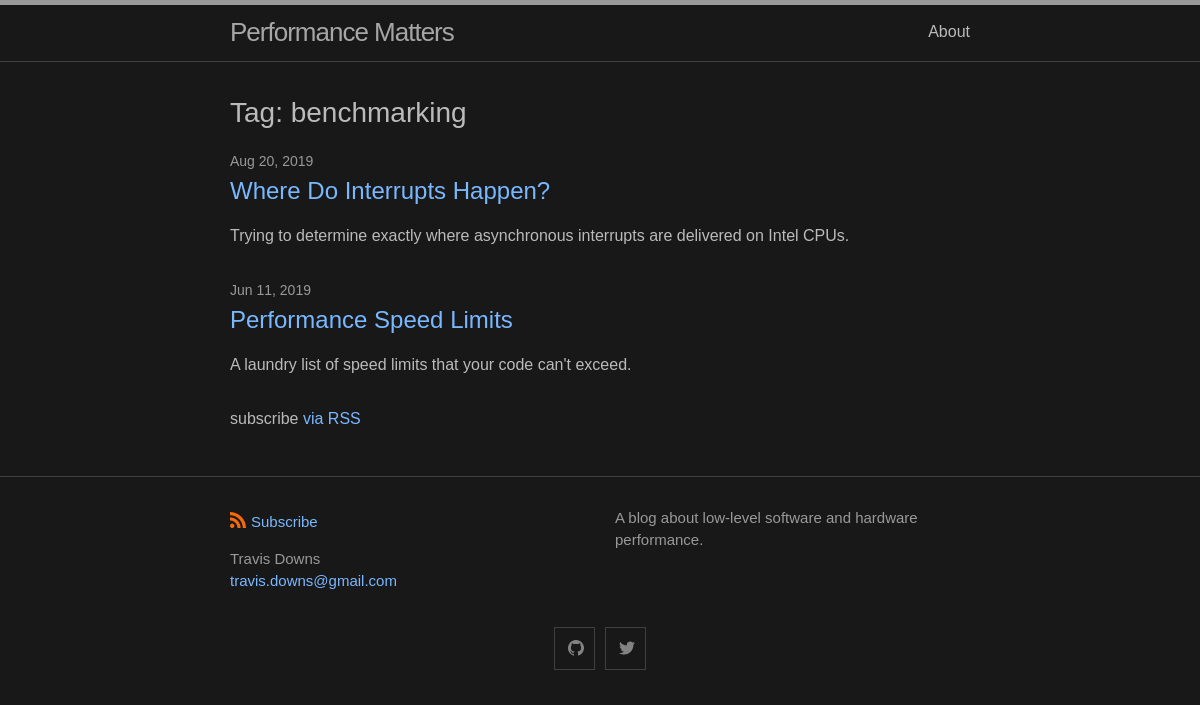 Performance Matters
About
Tag: benchmarking
Aug 20, 2019
Where Do Interrupts Happen?
Trying to determine exactly where asynchronous interrupts are delivered on Intel CPUs.
Jun 11, 2019
Performance Speed Limits
A laundry list of speed limits that your code can't exceed.
subscribe via RSS
Subscribe
Travis Downs
travis.downs@gmail.com
A blog about low-level software and hardware
performance.